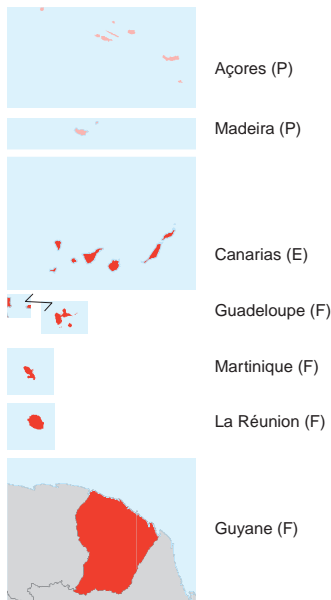 Açores (P)
Madeira (P)
Canarias (E)
Guadeloupe (F)
Martinique (F)
La Réunion (F)
Guyane (F)